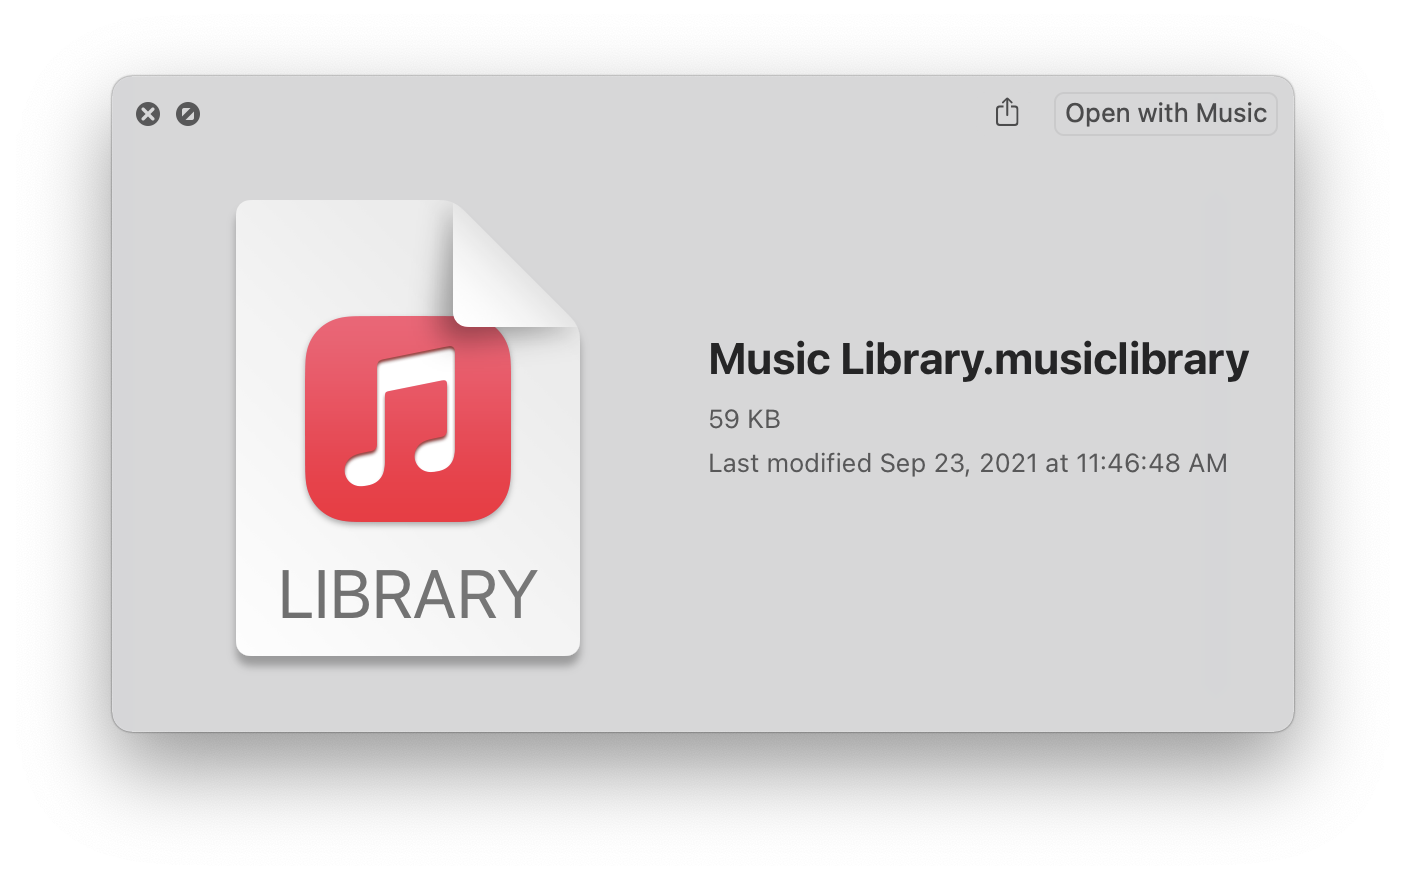 Open with Music
LIBRARY
Music Library.musiclibrary
59 KB
Last modified Sep 23, 2021 at 11:46:48 AM